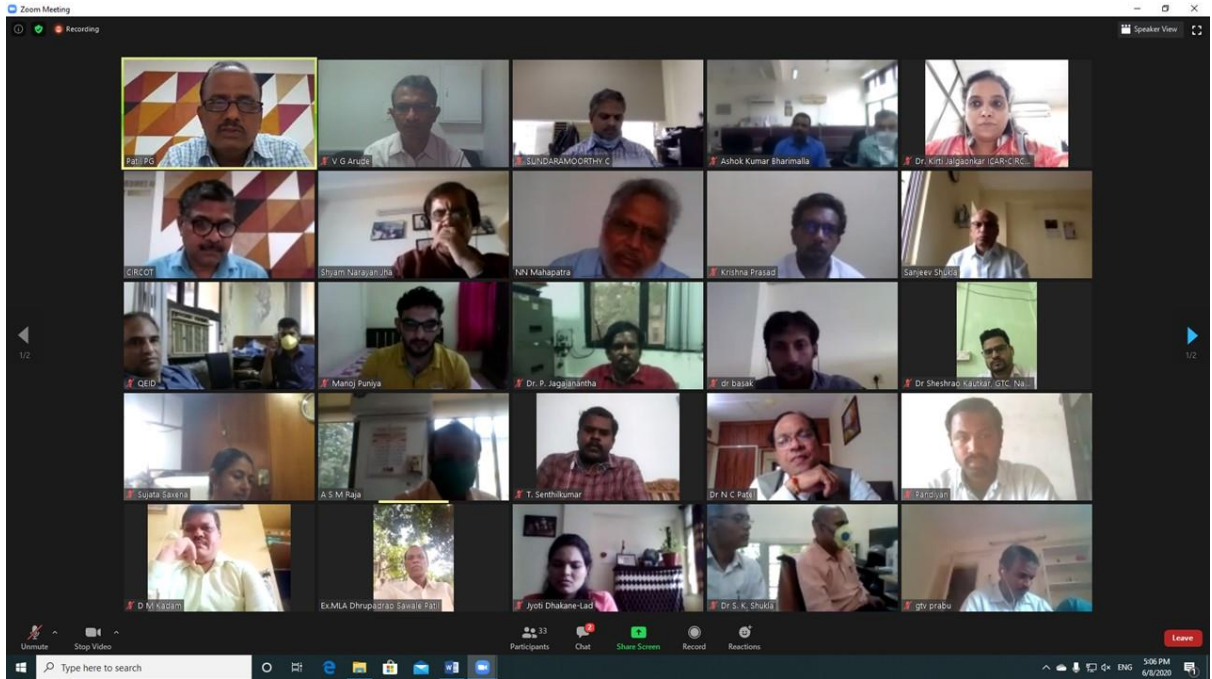 Zoom Meeting
Recording
Speaker View
Patil PG
V G Arude
SUNDARAMOORTHY C
Ashok Kumar Bharimalla
Dr. Kirti Jalgaonkar ICAR-CIRC...
CIRCOT
Shyam Narayan Jha
NN Mahapatra
Krishna Prasad
Sanjeev Shukla
QEID
Manoj Puniya
Dr. P. Jagajanantha
dr basak
Dr Sheshrao Kautkar, GTC, Na...
Sujata Saxena
A S M Raja
T. Senthilkumar
Dr N C Patel
Pandiyan
D M Kadam
Ex.MLA Dhrupadrao Sawale Patil
Jyoti Dhakane-Lad
Dr S. K. Shukla
gtv prabu
1/2
1/2
Unmute
Stop Video
33
Participants
2
Chat
Share Screen
Record
Reactions
Leave
Type here to search
ENG
5:06 PM
6/8/2020
1